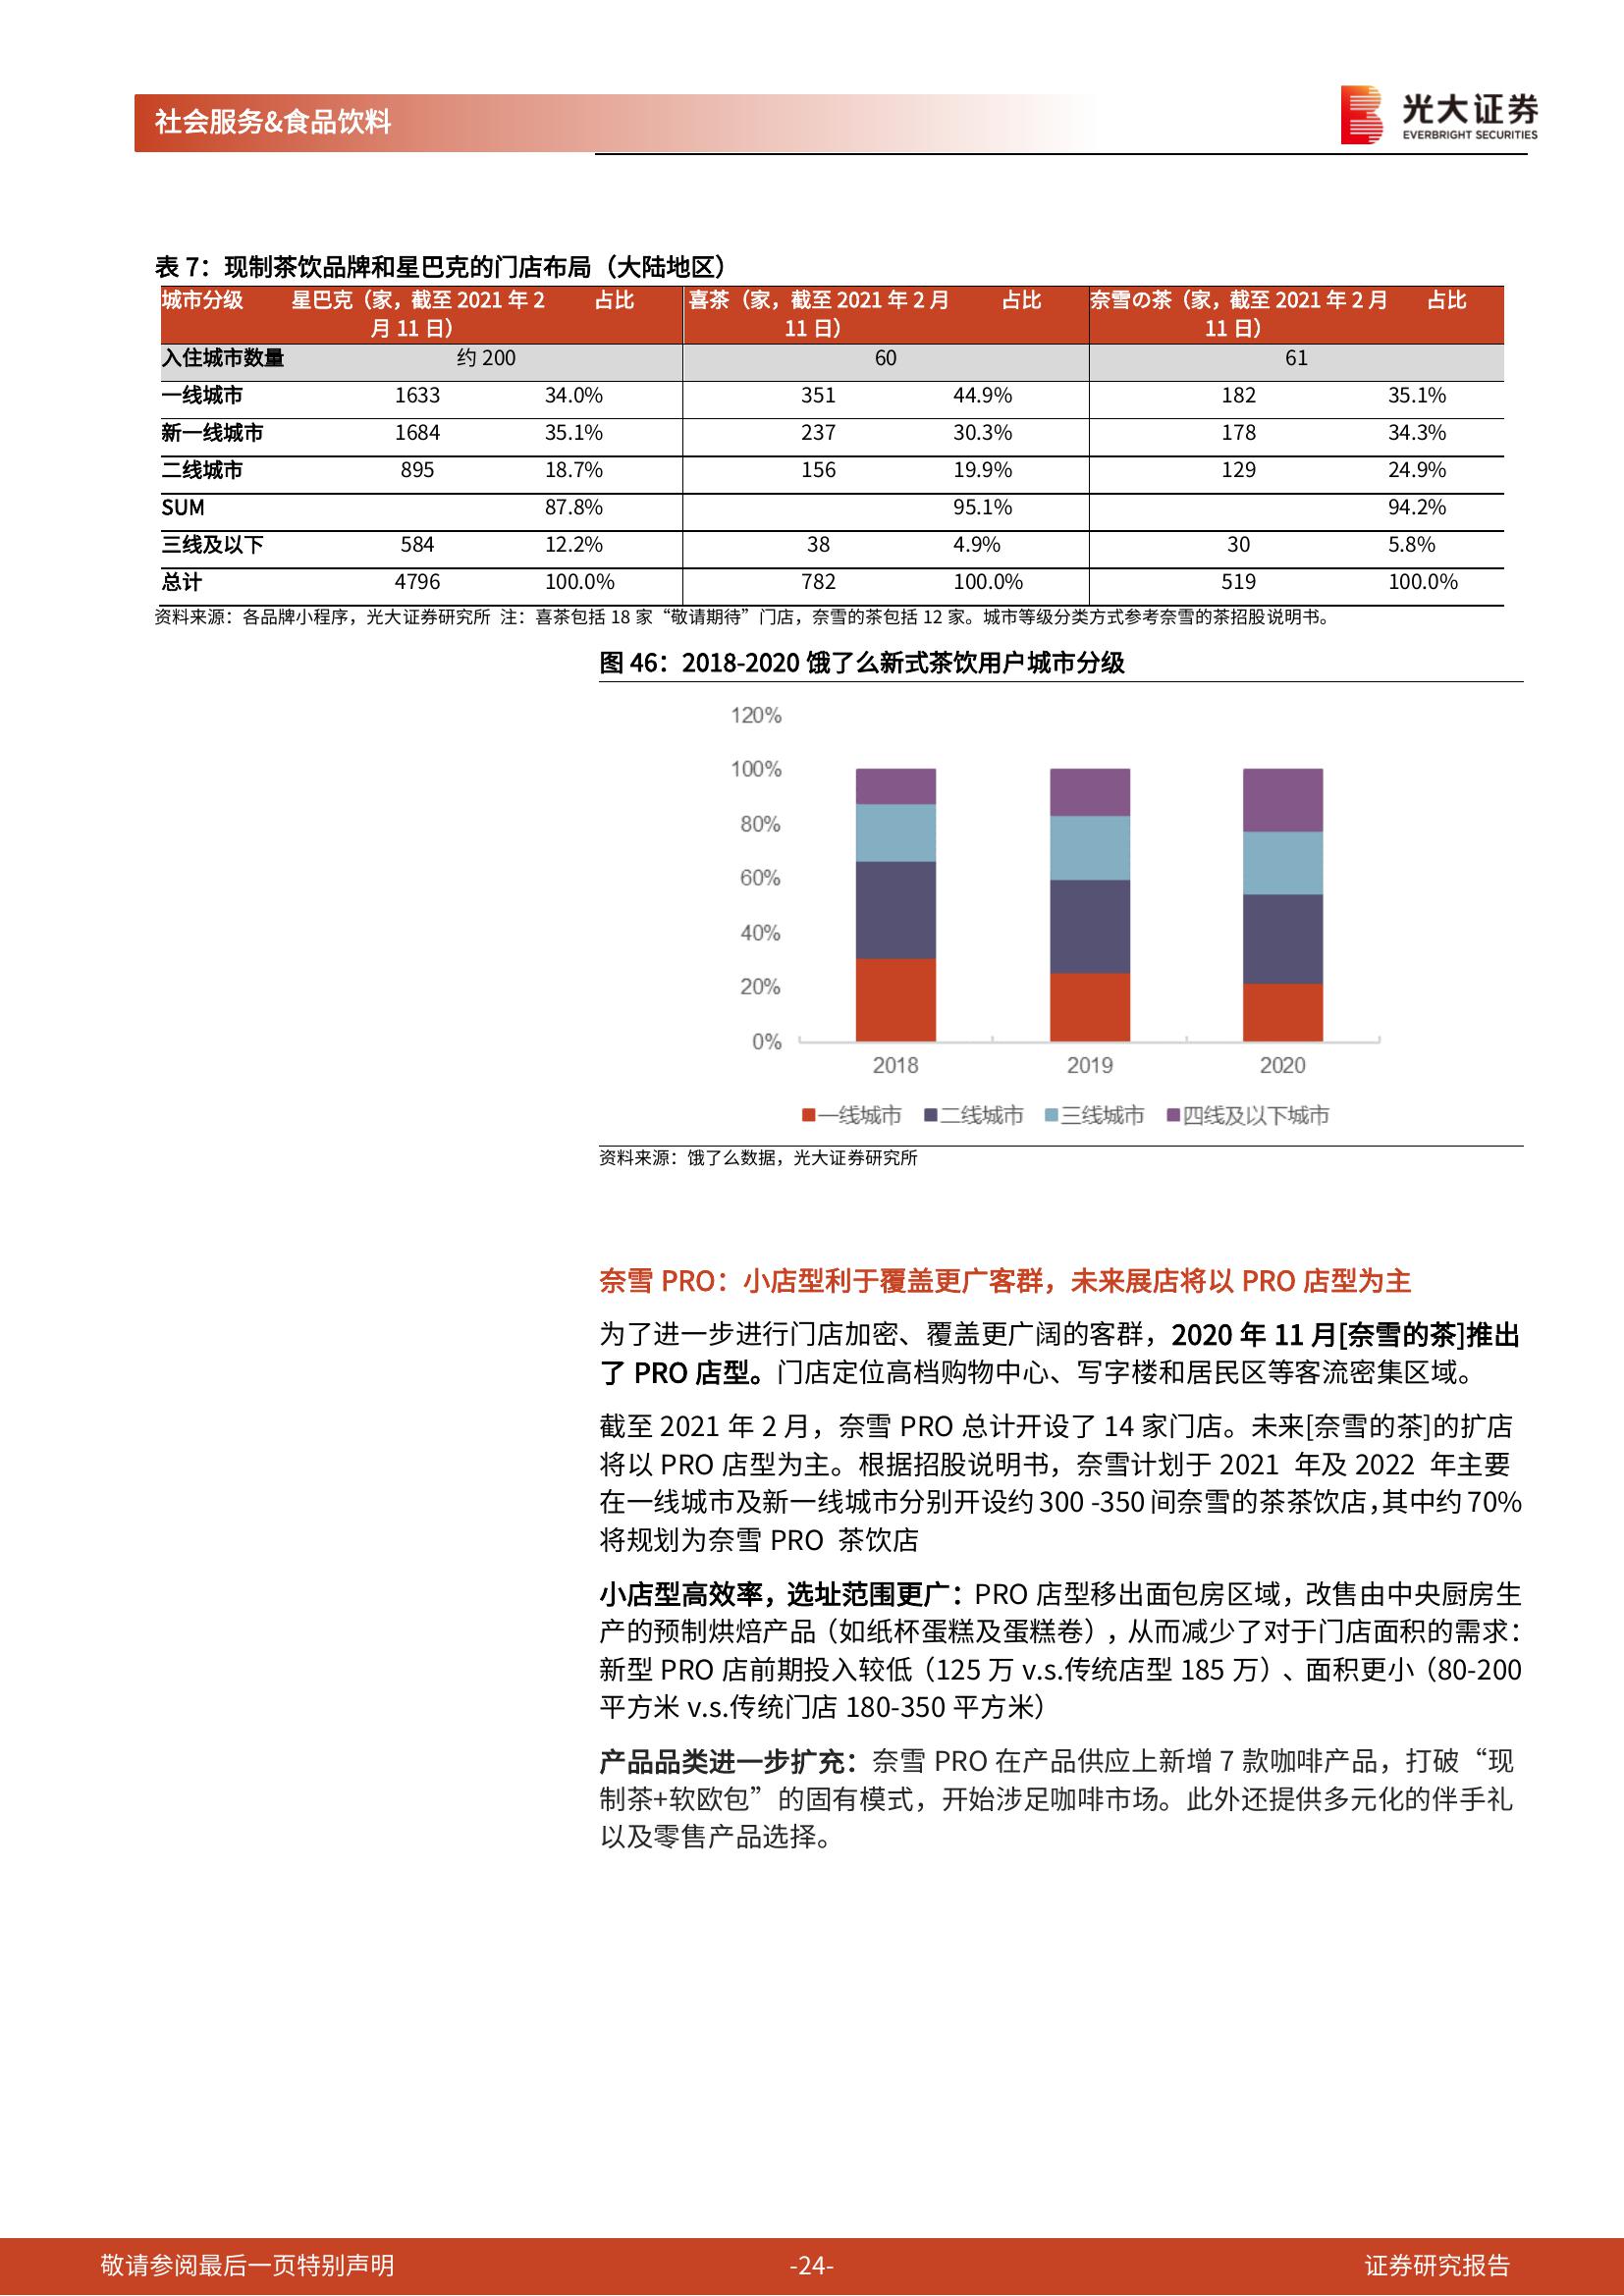 社会服务&食品饮料
光大证券
EVERBRIGHT SECURITIES
表 7：现制茶饮品牌和星巴克的门店布局（大陆地区）
城市分级 星巴克（家，截至 2021 年 2 月 11 日） 占比 喜茶（家，截至 2021 年 2 月 11 日） 占比 奈雪の茶（家，截至 2021 年 2 月 11 日） 占比
入住城市数量 约 200 60 61
一线城市 1633 34.0% 351 44.9% 182 35.1%
新一线城市 1684 35.1% 237 30.3% 178 34.3%
二线城市 895 18.7% 156 19.9% 129 24.9%
SUM 87.8% 95.1% 94.2%
三线及以下 584 12.2% 38 4.9% 30 5.8%
总计 4796 100.0% 782 100.0% 519 100.0%
资料来源：各品牌小程序，光大证券研究所 注：喜茶包括 18 家“敬请期待”门店，奈雪的茶包括 12 家。城市等级分类方式参考奈雪的茶招股说明书。
图 46：2018-2020 饿了么新式茶饮用户城市分级
120%
100%
80%
60%
40%
20%
0%
2018 2019 2020
一线城市 二线城市 三线城市 四线及以下城市
资料来源：饿了么数据，光大证券研究所
奈雪 PRO：小店型利于覆盖更广客群，未来展店将以 PRO 店型为主
为了进一步进行门店加密、覆盖更广阔的客群，2020 年 11 月[奈雪的茶]推出
了 PRO 店型。门店定位高档购物中心、写字楼和居民区等客流密集区域。
截至 2021 年 2 月，奈雪 PRO 总计开设了 14 家门店。未来[奈雪的茶]的扩店
将以 PRO 店型为主。根据招股说明书，奈雪计划于 2021 年及 2022 年主要
在一线城市及新一线城市分别开设约 300 -350 间奈雪的茶茶饮店，其中约 70%
将规划为奈雪 PRO 茶饮店
小店型高效率，选址范围更广：PRO 店型移出面包房区域，改售由中央厨房生
产的预制烘焙产品（如纸杯蛋糕及蛋糕卷），从而减少了对于门店面积的需求：
新型 PRO 店前期投入较低（125 万 v.s.传统店型 185 万）、面积更小（80-200
平方米 v.s.传统门店 180-350 平方米）
产品品类进一步扩充：奈雪 PRO 在产品供应上新增 7 款咖啡产品，打破“现
制茶+软欧包”的固有模式，开始涉足咖啡市场。此外还提供多元化的伴手礼
以及零售产品选择。
敬请参阅最后一页特别声明 -24- 证券研究报告